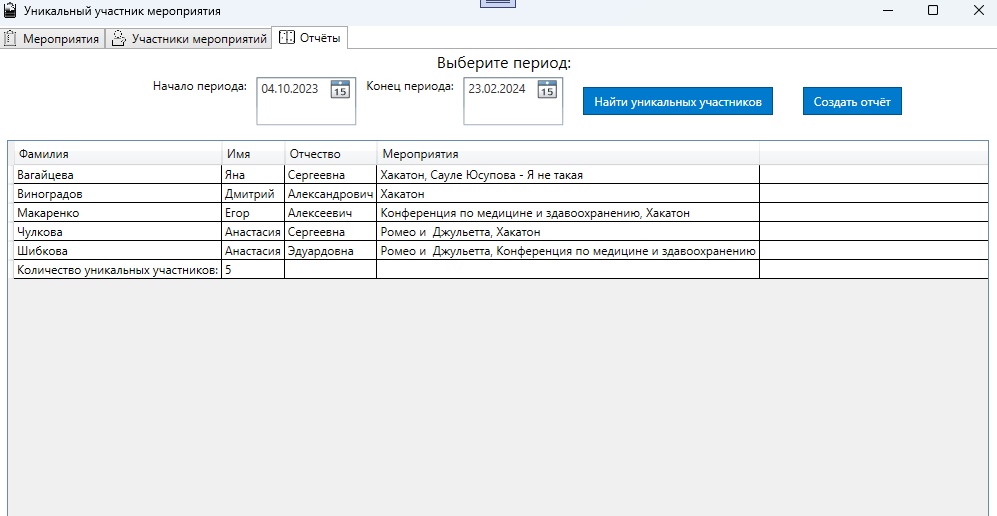 Уникальный участник мероприятия
Мероприятия Участники мероприятий Отчёты
Выберите период:
Начало периода: 04.10.2023 15 Конец периода: 23.02.2024 15 Найти уникальных участников Создать отчёт
Фамилия Имя Отчество Мероприятия
Вагайцева Яна Сергеевна Хакатон, Сауле Юсупова - Я не такая
Виноградов Дмитрий Александрович Хакатон
Макаренко Егор Алексеевич Конференция по медицине и здавоохранению, Хакатон
Чулкова Анастасия Сергеевна Ромео и  Джульетта, Хакатон
Шибкова Анастасия Эдуардовна Ромео и  Джульетта, Конференция по медицине и здавоохранению
Количество уникальных участников: 5